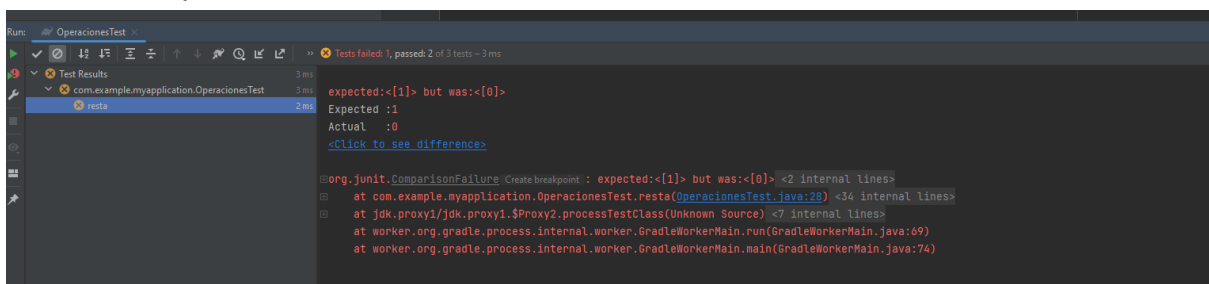 Run: OperacionesTest ×
» Tests failed: 1, passed: 2 of 3 tests – 3 ms
Test Results 3 ms
com.example.myapplication.OperacionesTest 3 ms
resta 2 ms
expected:<[1]> but was:<[0]>
Expected :1
Actual :0
<Click to see difference>
org.junit.ComparisonFailure Create breakpoint : expected:<[1]> but was:<[0]> <2 internal lines>
at com.example.myapplication.OperacionesTest.resta(OperacionesTest.java:28) <34 internal lines>
at jdk.proxy1/jdk.proxy1.$Proxy2.processTestClass(Unknown Source) <7 internal lines>
at worker.org.gradle.process.internal.worker.GradleWorkerMain.run(GradleWorkerMain.java:69)
at worker.org.gradle.process.internal.worker.GradleWorkerMain.main(GradleWorkerMain.java:74)